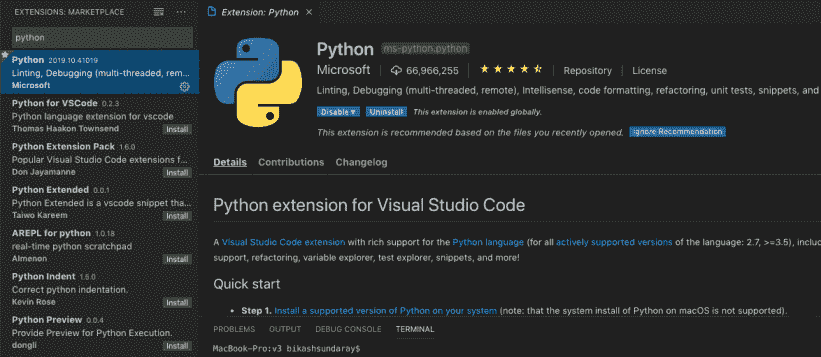 EXTENSIONS: MARKETPLACE
python
Python 2019.10.41019
Linting, Debugging (multi-threaded, rem...
Microsoft
Python for VSCode 0.2.3
Python language extension for vscode
Thomas Haakon Townsend Install
Python Extension Pack 1.6.0
Popular Visual Studio Code extensions f...
Don Jayamanne Install
Python Extended 0.0.1
Python Extended is a vscode snippet tha...
Taiwo Kareem Install
AREPL for python 1.0.18
real-time python scratchpad
Almenon Install
Python Indent 1.5.0
Correct python indentation.
Kevin Rose Install
Python Preview 0.0.4
Provide Preview for Python Execution.
dongli Install
Extension: Python
Python ms-python.python
Microsoft 66,966,255 Repository License
Linting, Debugging (multi-threaded, remote), Intellisense, code formatting, refactoring, unit tests, snippets, and
Disable Uninstall This extension is enabled globally.
This extension is recommended based on the files you recently opened. Ignore Recommendation
Details Contributions Changelog
Python extension for Visual Studio Code
A Visual Studio Code extension with rich support for the Python language (for all actively supported versions of the language: 2.7, >=3.5), inclu
support, refactoring, variable explorer, test explorer, snippets, and more!
Quick start
• Step 1. Install a supported version of Python on your system (note: that the system install of Python on macOS is not supported).
PROBLEMS OUTPUT DEBUG CONSOLE TERMINAL
MacBook-Pro:v3 bikashsundaray$